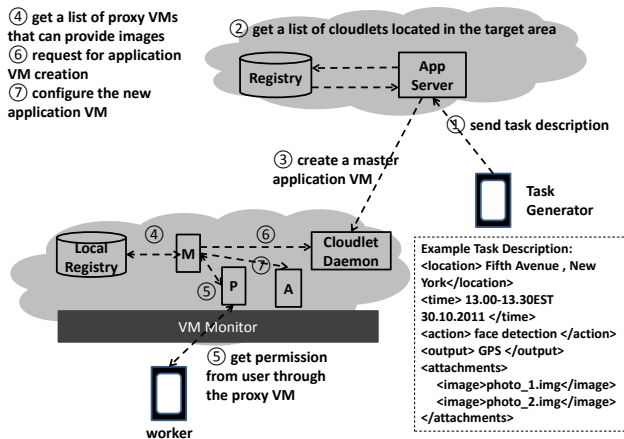 ④ get a list of proxy VMs
that can provide images
⑥ request for application
VM creation
⑦ configure the new
application VM
② get a list of cloudlets located in the target area
Registry
App
Server
① send task description
③ create a master
application VM
Task
Generator
Local
Registry
④
M
⑥
Cloudlet
Daemon
⑦
⑤
P
A
VM Monitor
⑤ get permission
from user through
the proxy VM
worker
Example Task Description:
<location> Fifth Avenue , New
York</location>
<time> 13.00-13.30EST
30.10.2011 </time>
<action> face detection </action>
<output> GPS </output>
<attachments>
<image>photo_1.img</image>
<image>photo_2.img</image>
</attachments>